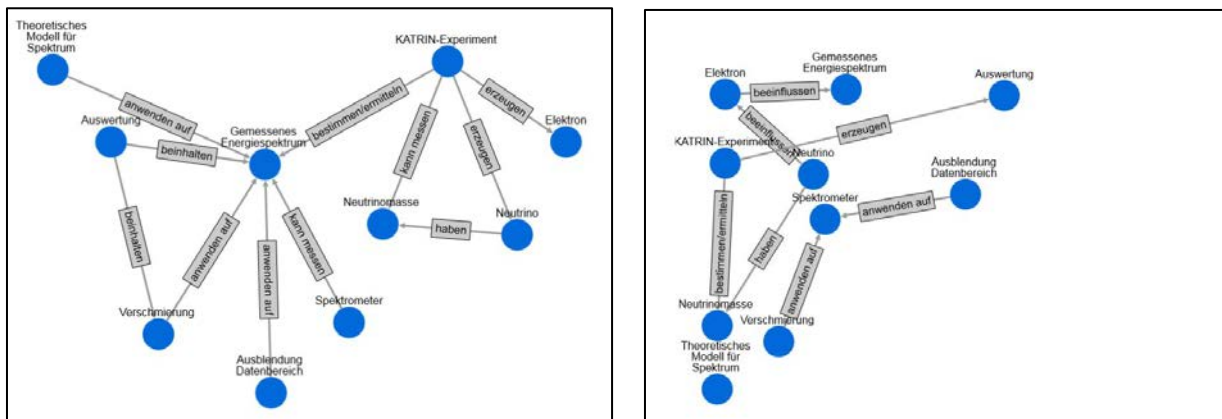 Theoretisches
Modell für
Spektrum
KATRIN-Experiment
anwenden auf
bestimmen/ermitteln
erzeugen
Auswertung
Gemessenes
Energiespektrum
Elektron
beinhalten
kann messen
erzeugen
Neutrinomasse
Neutrino
haben
beinhalten
anwenden auf
anwenden auf
kann messen
Verschmierung
Spektrometer
Ausblendung
Datenbereich
Gemessenes
Energiespektrum
Elektron
Auswertung
beeinflussen
beeinflussen
erzeugen
KATRIN-Experiment
Neutrino
Ausblendung
Datenbereich
Spektrometer
anwenden auf
bestimmen/ermitteln
haben
anwenden auf
Neutrinomasse
Verschmierung
Theoretisches
Modell für
Spektrum